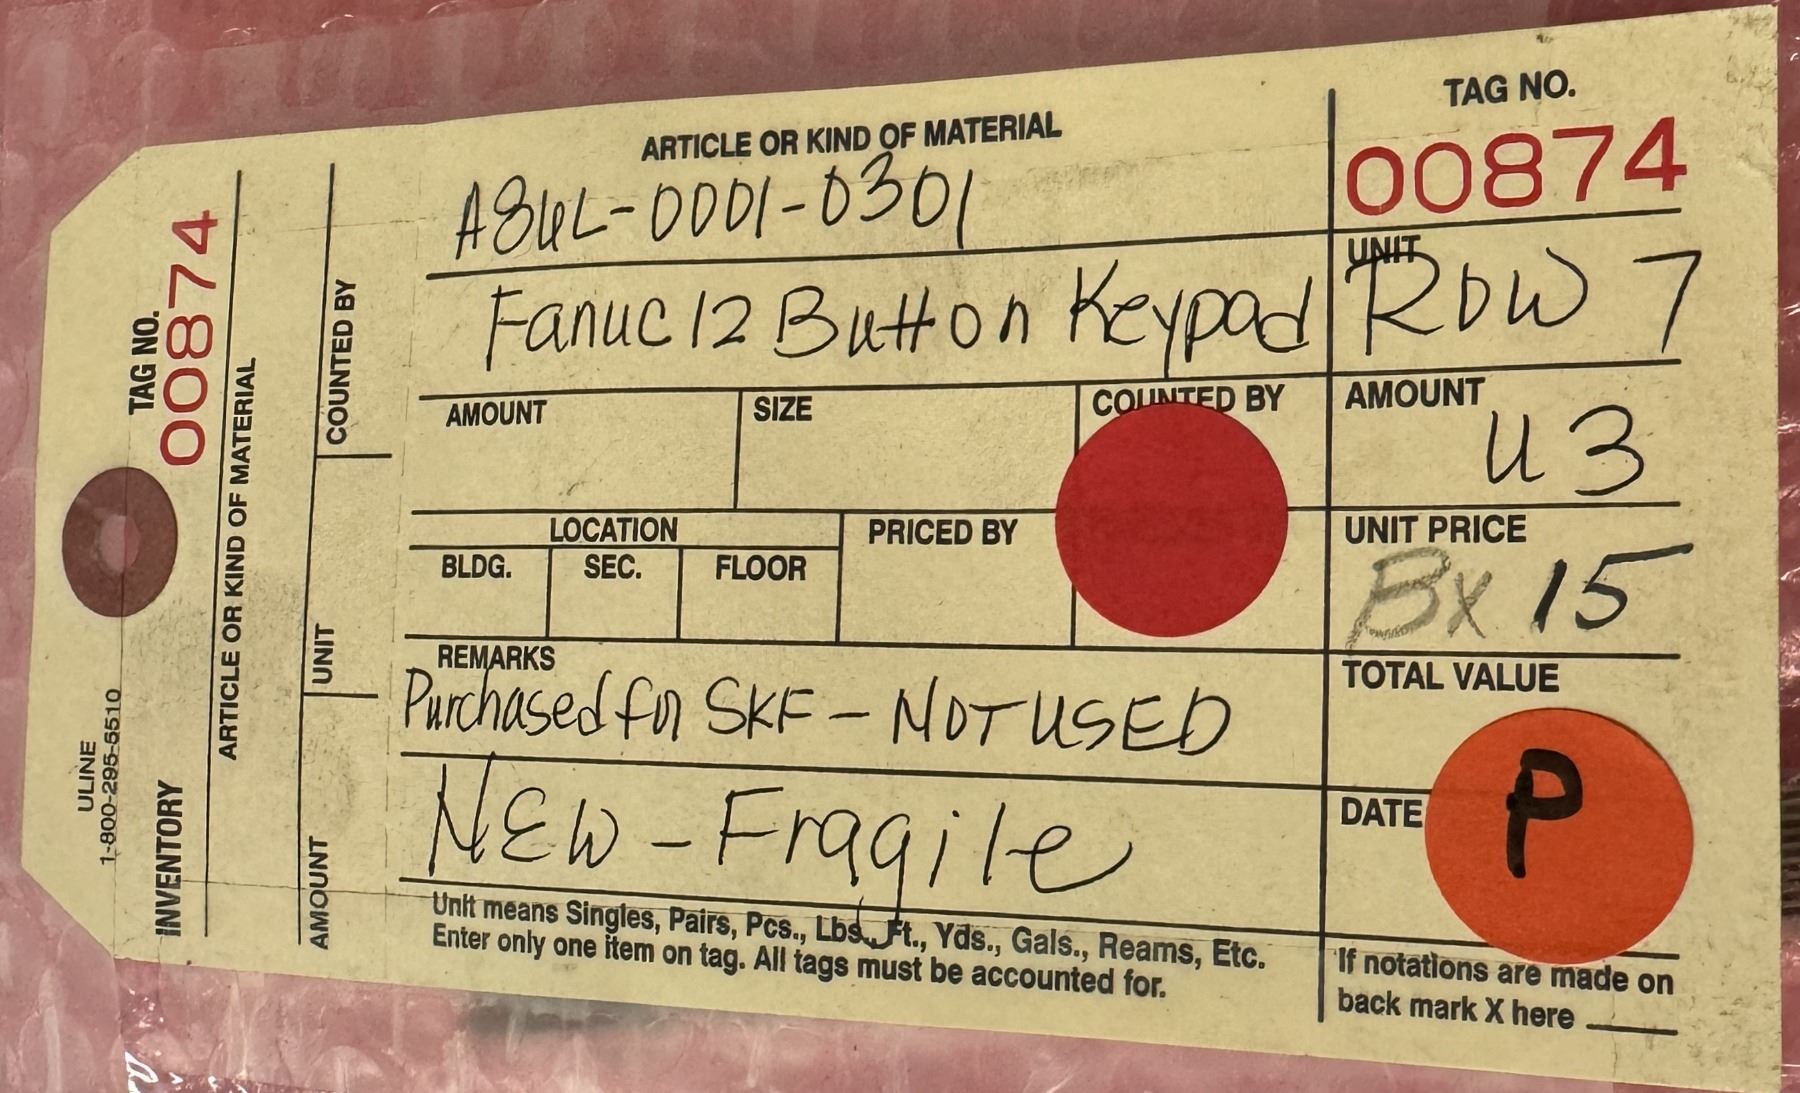 ARTICLE OR KIND OF MATERIAL
A86L-0001-0301
Fanuc 12 Button Keypad
TAG NO.
00874
UNIT
ROW 7
AMOUNT
SIZE
COUNTED BY
AMOUNT
U 3
LOCATION
BLDG. SEC. FLOOR
PRICED BY
UNIT PRICE
BX 15
REMARKS
Purchased for SKF - NOT USED
NEW - Fragile
TOTAL VALUE
DATE
P
Unit means Singles, Pairs, Pcs., Lbs., Ft., Yds., Gals., Reams, Etc.
Enter only one item on tag. All tags must be accounted for.
If notations are made on
back mark X here
ULINE
1-800-295-5510
INVENTORY
TAG NO.
00874
ARTICLE OR KIND OF MATERIAL
AMOUNT
UNIT
COUNTED BY